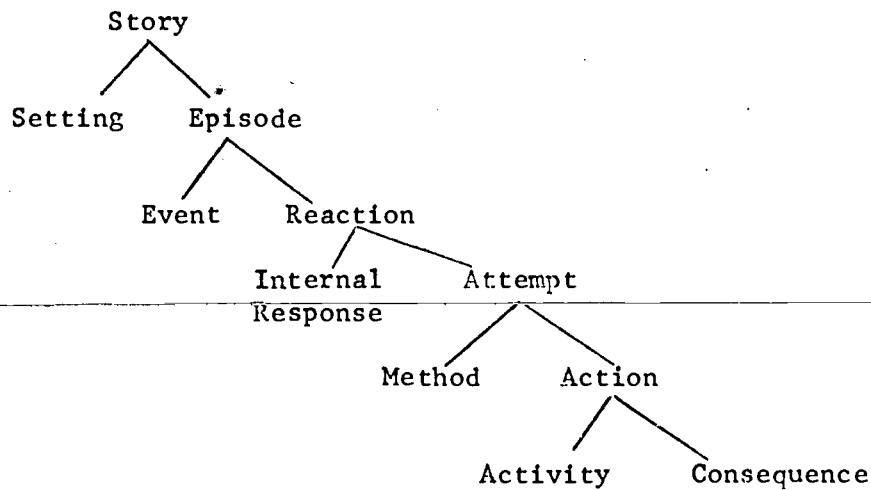 Story
Setting Episode
Event Reaction
Internal Attempt
Response
Method Action
Activity Consequence